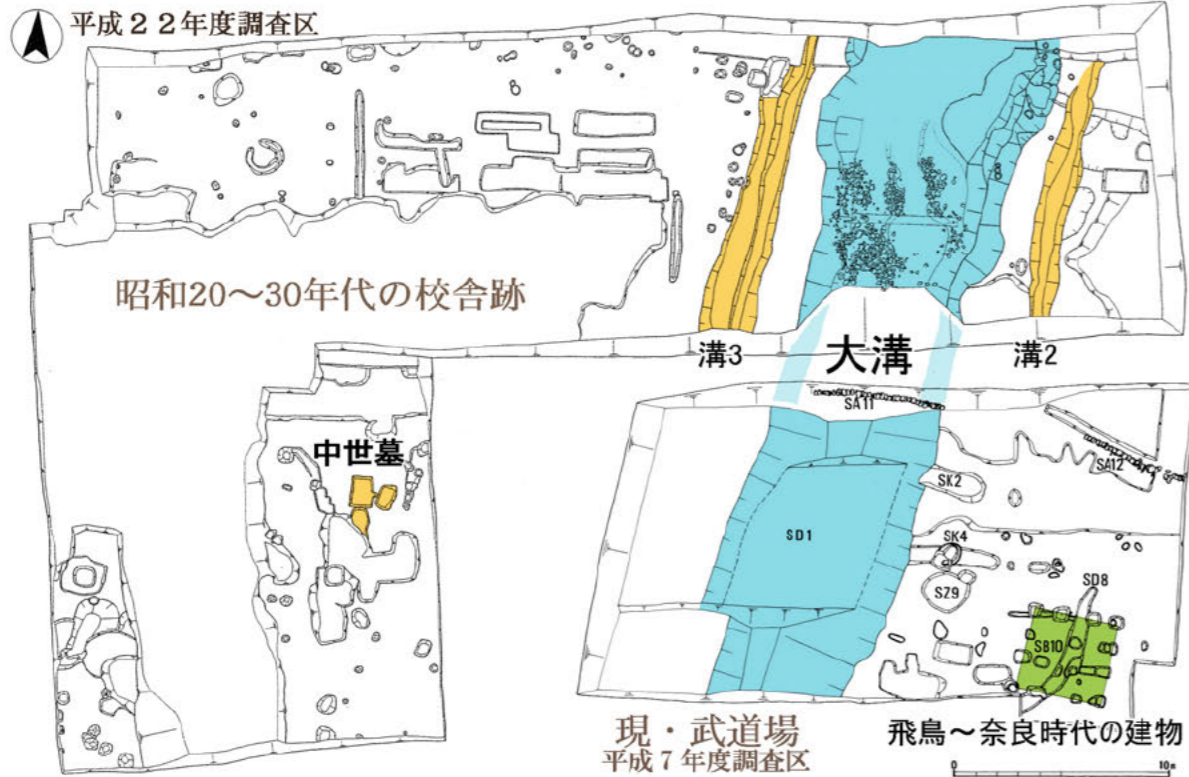 平成22年度調査区
昭和20～30年代の校舎跡
溝3
大溝
溝2
SA11
中世墓
SA12
SK2
SD1
SK4
SZ9
SD8
SB10
現・武道場
平成7年度調査区
飛鳥～奈良時代の建物
0 10m